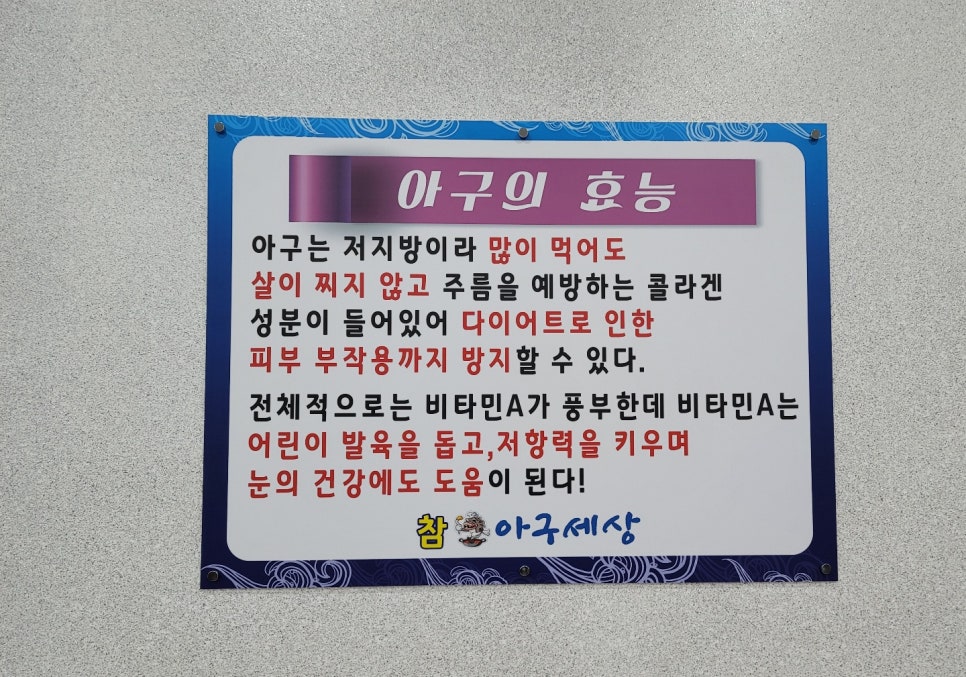 아구의 효능
아구는 저지방이라 많이 먹어도
살이 찌지 않고 주름을 예방하는 콜라겐
성분이 들어있어 다이어트로 인한
피부 부작용까지 방지할 수 있다.
전체적으로는 비타민A가 풍부한데 비타민A는
어린이 발육을 돕고,저항력을 키우며
눈의 건강에도 도움이 된다!
참 아구세상